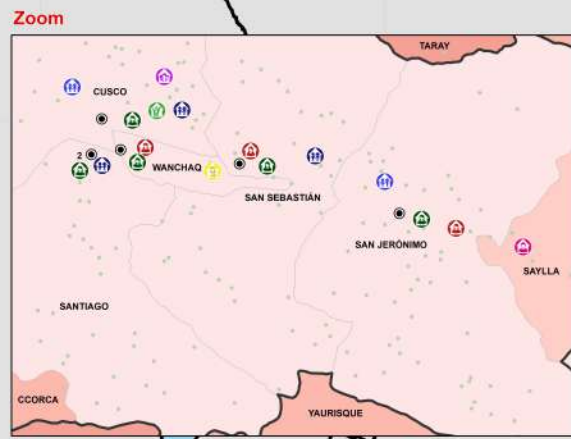 Zoom
TARAY
CUSCO
2
WANCHAQ
SAN SEBASTIÁN
SAN JERÓNIMO
SAYLLA
SANTIAGO
CCORCA
YAURISQUE